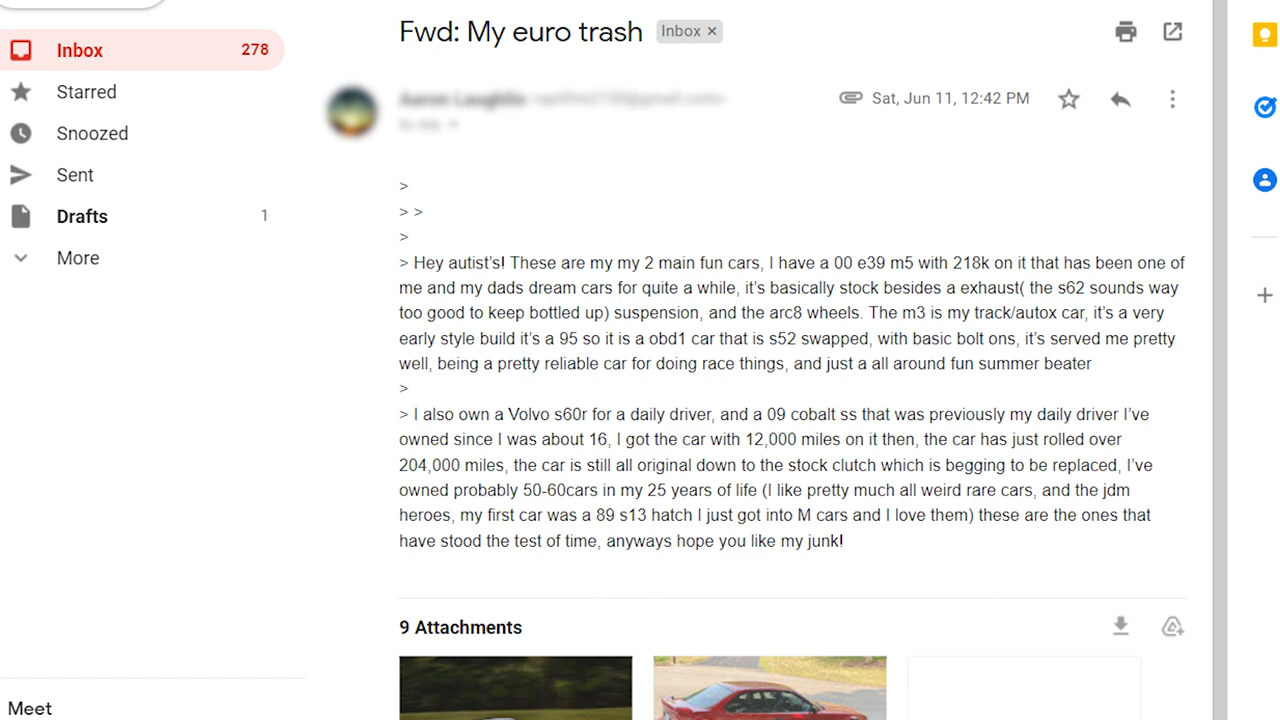 Fwd: My euro trash
Inbox ×
Inbox
278
Starred
Snoozed
Sent
Drafts
1
More
Meet
Sat, Jun 11, 12:42 PM
>
> >
>
> Hey autist's! These are my my 2 main fun cars, I have a 00 e39 m5 with 218k on it that has been one of
me and my dads dream cars for quite a while, it's basically stock besides a exhaust( the s62 sounds way
too good to keep bottled up) suspension, and the arc8 wheels. The m3 is my track/autox car, it's a very
early style build it's a 95 so it is a obd1 car that is s52 swapped, with basic bolt ons, it's served me pretty
well, being a pretty reliable car for doing race things, and just a all around fun summer beater
>
> I also own a Volvo s60r for a daily driver, and a 09 cobalt ss that was previously my daily driver I've
owned since I was about 16, I got the car with 12,000 miles on it then, the car has just rolled over
204,000 miles, the car is still all original down to the stock clutch which is begging to be replaced, I've
owned probably 50-60cars in my 25 years of life (I like pretty much all weird rare cars, and the jdm
heroes, my first car was a 89 s13 hatch I just got into M cars and I love them) these are the ones that
have stood the test of time, anyways hope you like my junk!
9 Attachments